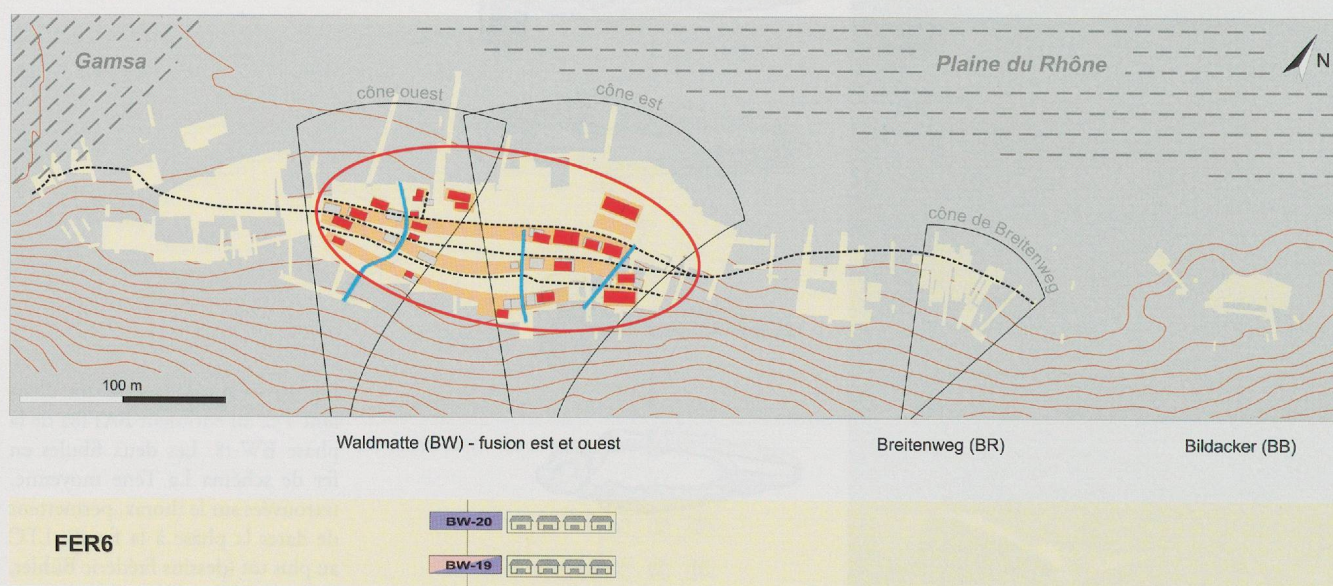 Gamsa
Plaine du Rhône
N
cône ouest
cône est
cône de Breitenweg
100 m
Waldmatte (BW) - fusion est et ouest
Breitenweg (BR)
Bildacker (BB)
FER6
BW-20
BW-19